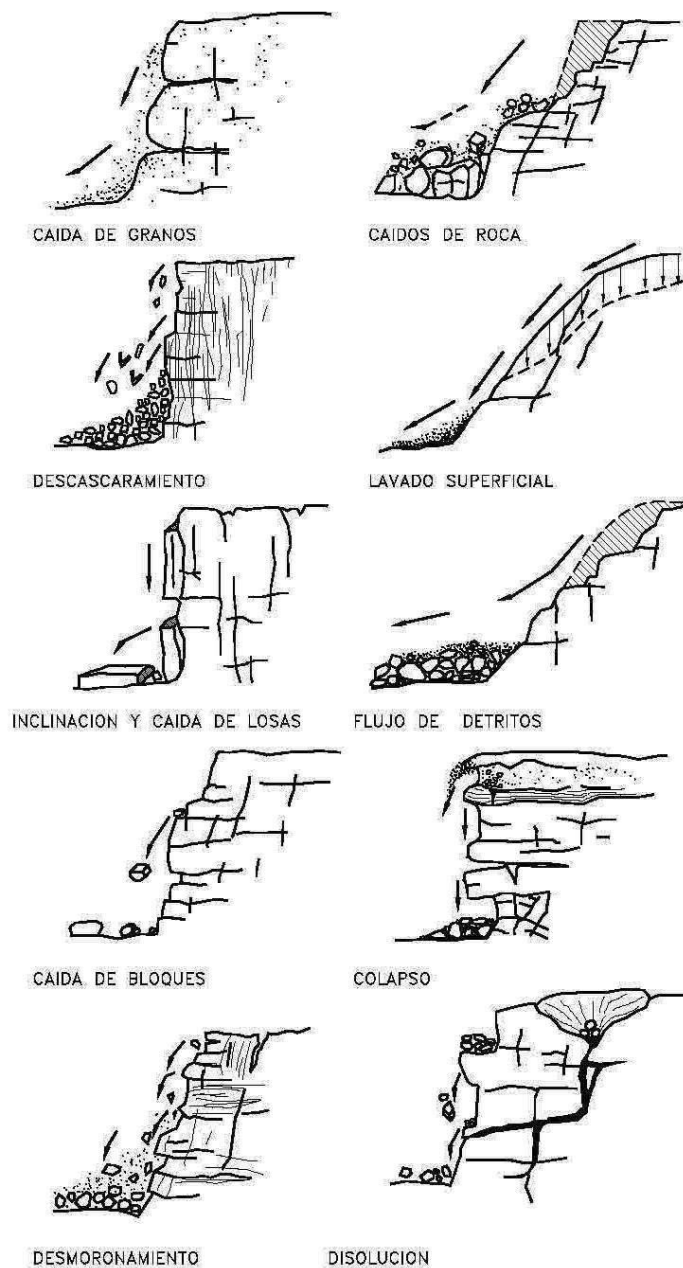 CAIDA DE GRANOS
CAIDOS DE ROCA
DESCASCARAMIENTO
LAVADO SUPERFICIAL
INCLINACION Y CAIDA DE LOSAS
FLUJO DE DETRITOS
CAIDA DE BLOQUES
COLAPSO
DESMORONAMIENTO
DISOLUCION